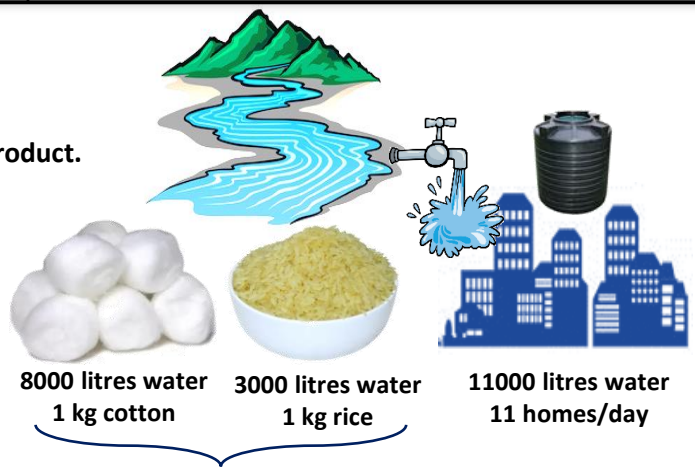 roduct.
8000 litres water
1 kg cotton
3000 litres water
1 kg rice
11000 litres water
11 homes/day